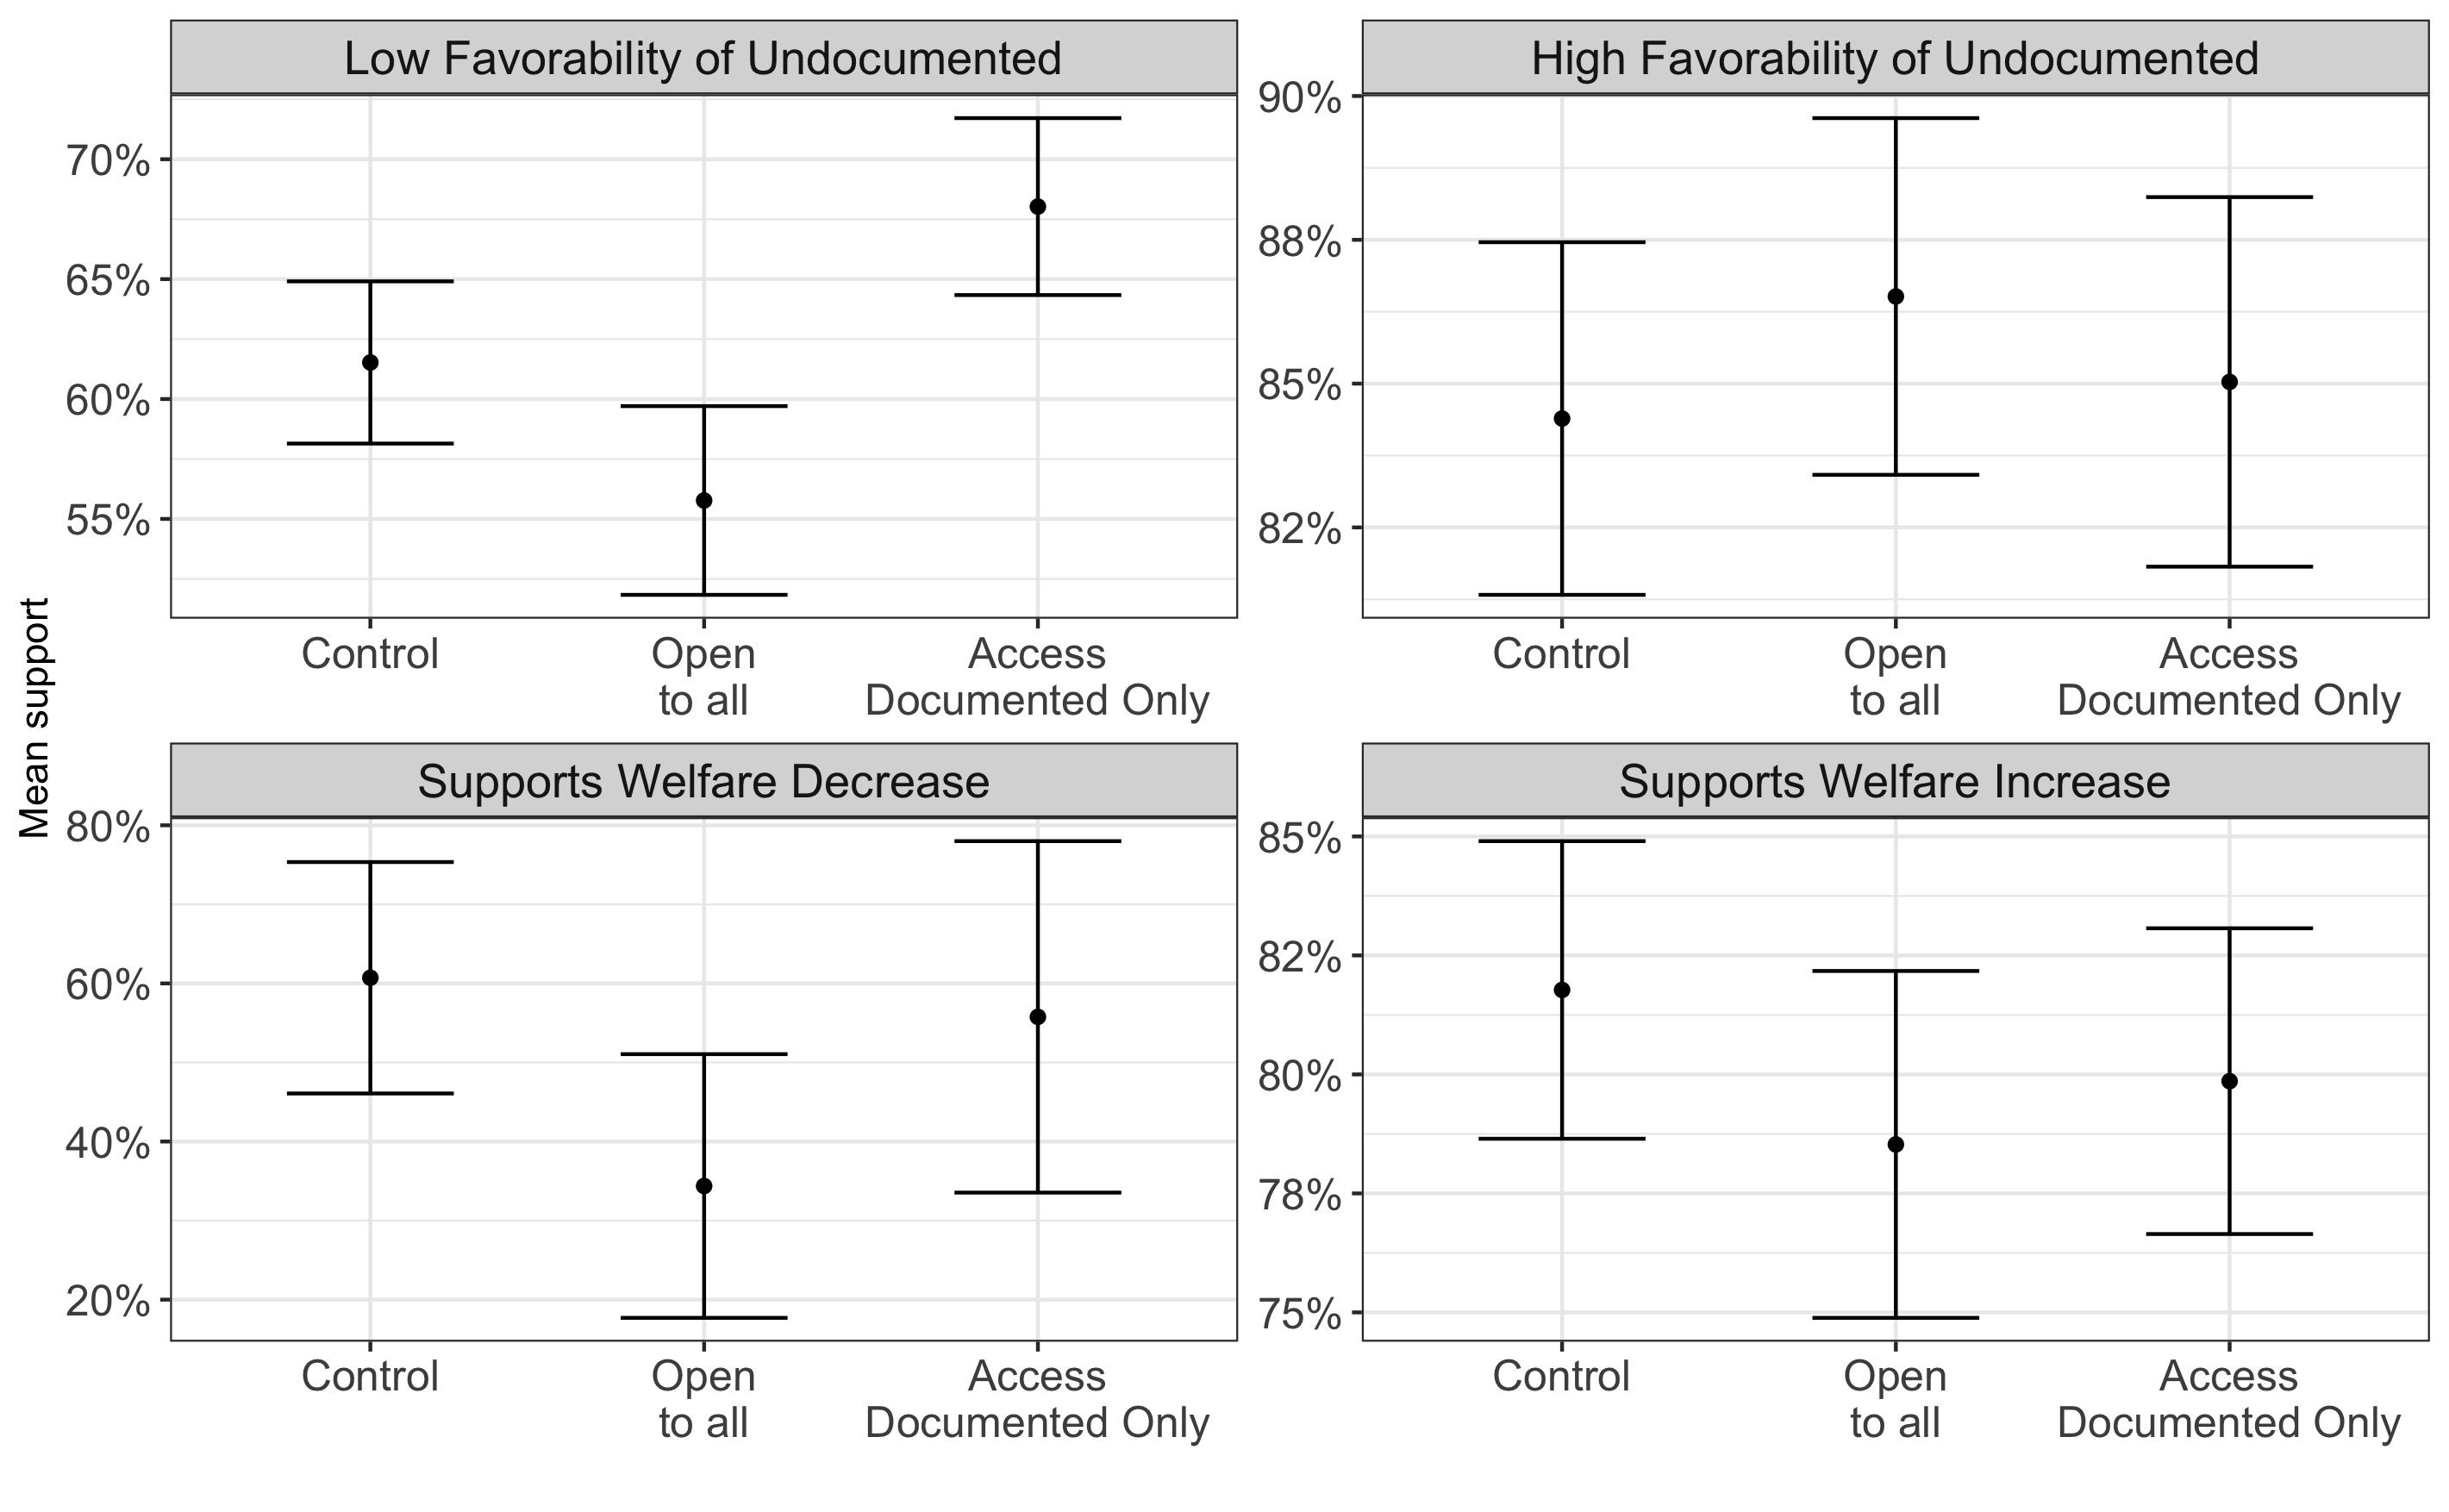 Mean support
Low Favorability of Undocumented
70%
65%
60%
55%
Control
Open
to all
Access
Documented Only
High Favorability of Undocumented
90%
88%
85%
82%
Control
Open
to all
Access
Documented Only
Supports Welfare Decrease
80%
60%
40%
20%
Control
Open
to all
Access
Documented Only
Supports Welfare Increase
85%
82%
80%
78%
75%
Control
Open
to all
Access
Documented Only